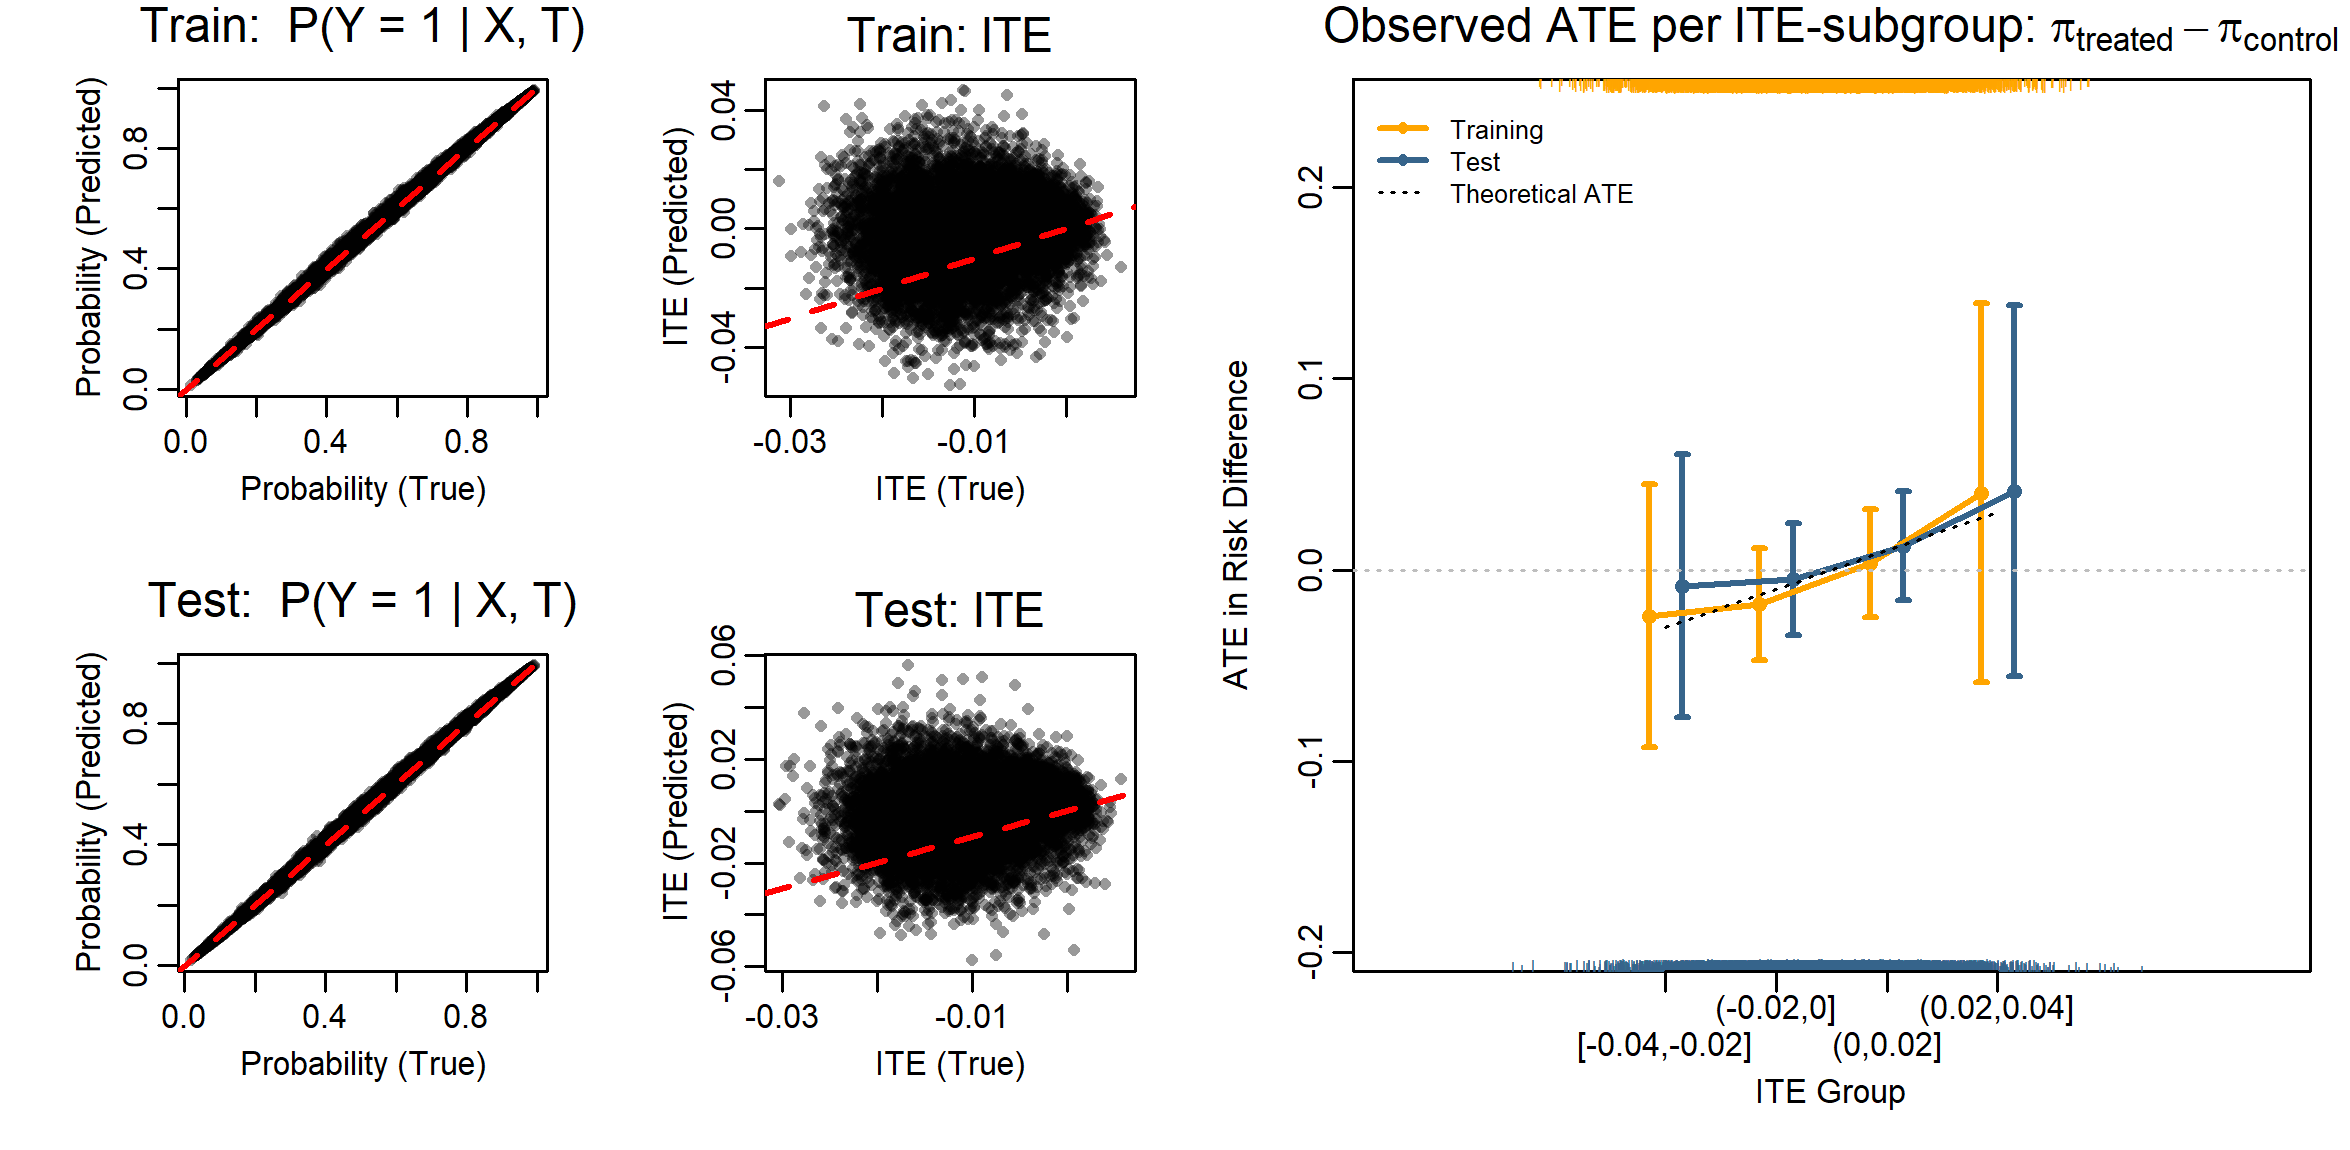 Train:  P(Y = 1 | X, T)
Probability (Predicted)
0.0 0.4 0.8
0.0 0.4 0.8
Probability (True)
Train: ITE
ITE (Predicted)
-0.04 0.00 0.04
-0.03 -0.01
ITE (True)
Test:  P(Y = 1 | X, T)
Probability (Predicted)
0.0 0.4 0.8
0.0 0.4 0.8
Probability (True)
Test: ITE
ITE (Predicted)
-0.06 -0.02 0.02 0.06
-0.03 -0.01
ITE (True)
Observed ATE per ITE-subgroup: πtreated − πcontrol
Training
Test
Theoretical ATE
ATE in Risk Difference
-0.2 -0.1 0.0 0.1 0.2
(-0.02,0] (0.02,0.04]
[-0.04,-0.02] (0,0.02]
ITE Group